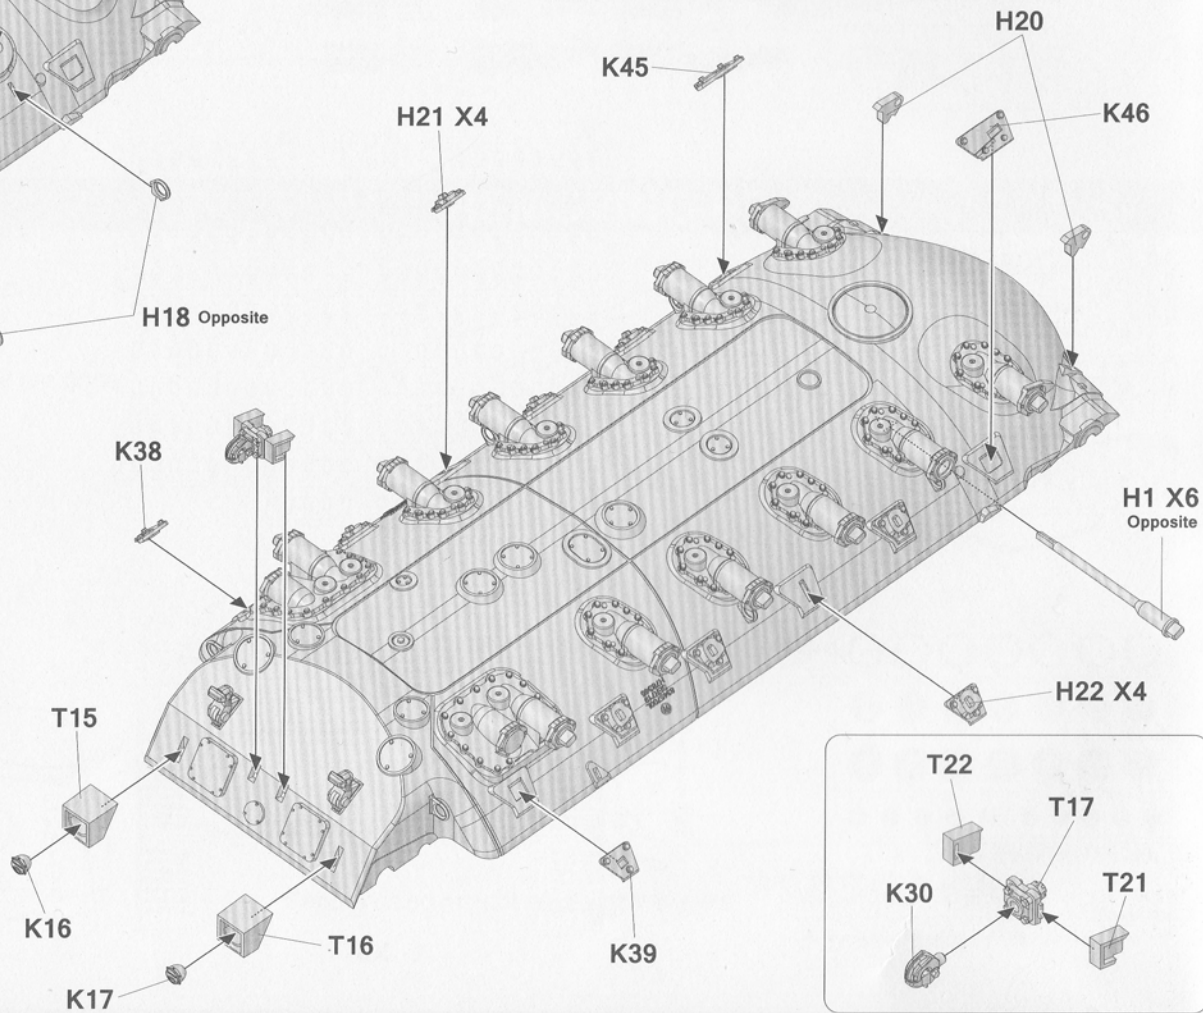 H20
K45
K46
H21 X4
H18 Opposite
K38
H1 X6
Opposite
H22 X4
T15
T22
T17
K30
T21
K16
T16
K39
K17